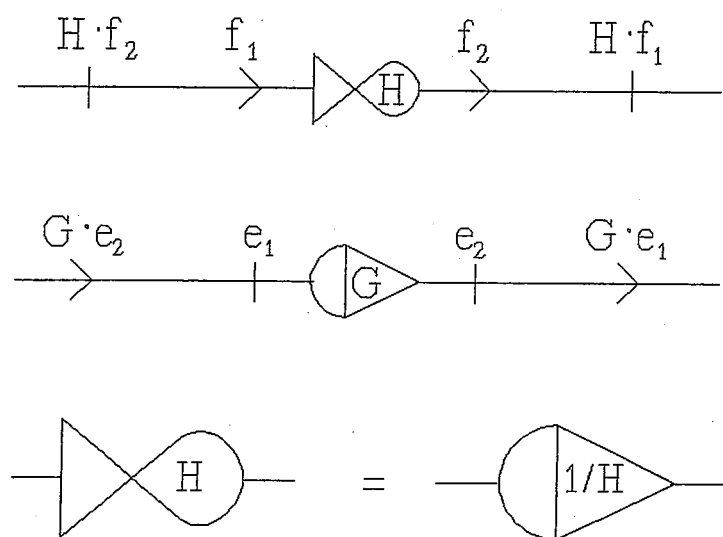 H·f₂ f₁ f₂ H·f₁
H
G·e₂ e₁ e₂ G·e₁
G
H = 1/H